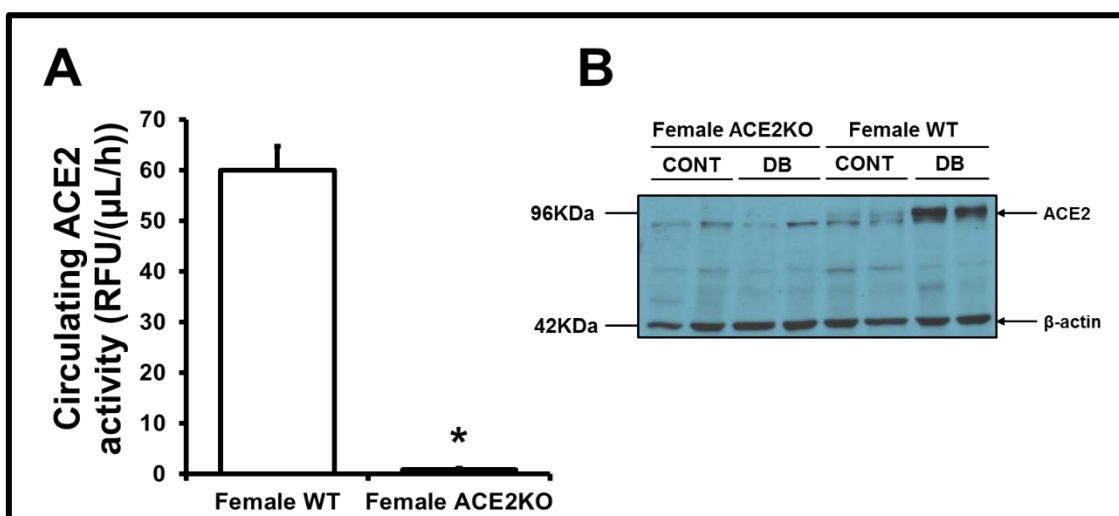 A
Circulating ACE2
activity (RFU/(µL/h))
70
60
50
40
30
20
10
0
*
Female WT
Female ACE2KO
B
Female ACE2KO
Female WT
CONT
DB
CONT
DB
96KDa
ACE2
42KDa
β-actin